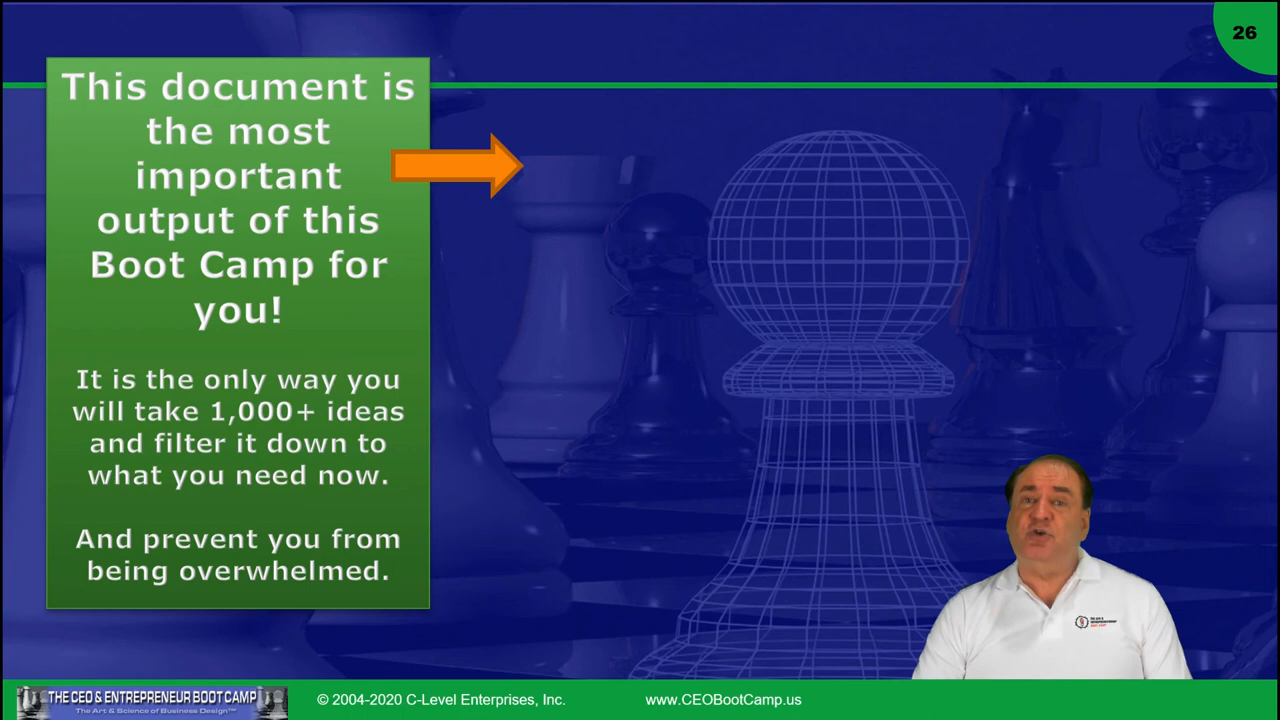 26
This document is
the most
important
output of this
Boot Camp for
you!
It is the only way you
will take 1,000+ ideas
and filter it down to
what you need now.
And prevent you from
being overwhelmed.
THE CEO & ENTREPRENEUR BOOT CAMP
The Art & Science of Business Design™
© 2004-2020 C-Level Enterprises, Inc.
www.CEOBootCamp.us